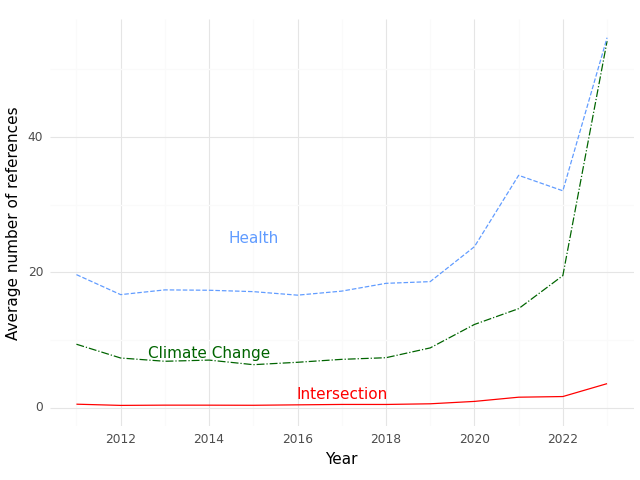 Average number of references
40
20
0
Health
Climate Change
Intersection
2012 2014 2016 2018 2020 2022
Year